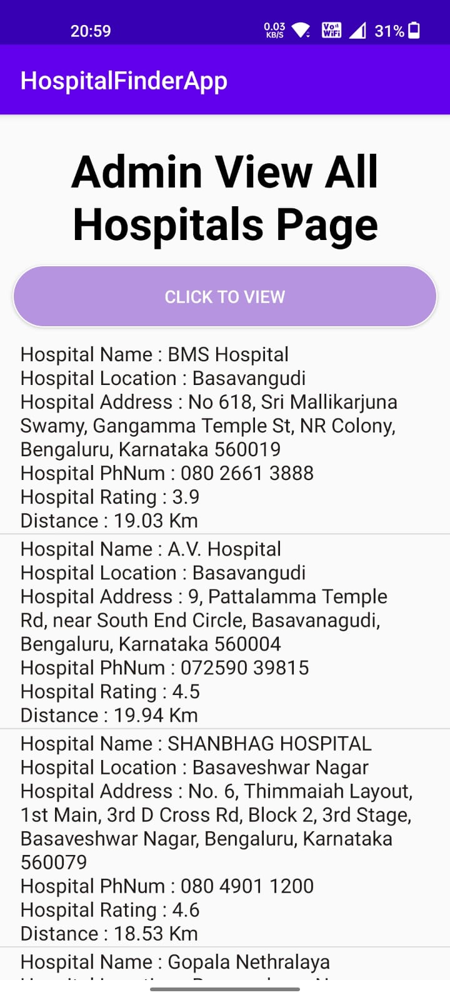 20:59
0.03 KB/S
Vo)) WiFi
31%
HospitalFinderApp
Admin View All
Hospitals Page
CLICK TO VIEW
Hospital Name : BMS Hospital
Hospital Location : Basavangudi
Hospital Address : No 618, Sri Mallikarjuna
Swamy, Gangamma Temple St, NR Colony,
Bengaluru, Karnataka 560019
Hospital PhNum : 080 2661 3888
Hospital Rating : 3.9
Distance : 19.03 Km
Hospital Name : A.V. Hospital
Hospital Location : Basavangudi
Hospital Address : 9, Pattalamma Temple
Rd, near South End Circle, Basavanagudi,
Bengaluru, Karnataka 560004
Hospital PhNum : 072590 39815
Hospital Rating : 4.5
Distance : 19.94 Km
Hospital Name : SHANBHAG HOSPITAL
Hospital Location : Basaveshwar Nagar
Hospital Address : No. 6, Thimmaiah Layout,
1st Main, 3rd D Cross Rd, Block 2, 3rd Stage,
Basaveshwar Nagar, Bengaluru, Karnataka
560079
Hospital PhNum : 080 4901 1200
Hospital Rating : 4.6
Distance : 18.53 Km
Hospital Name : Gopala Nethralaya